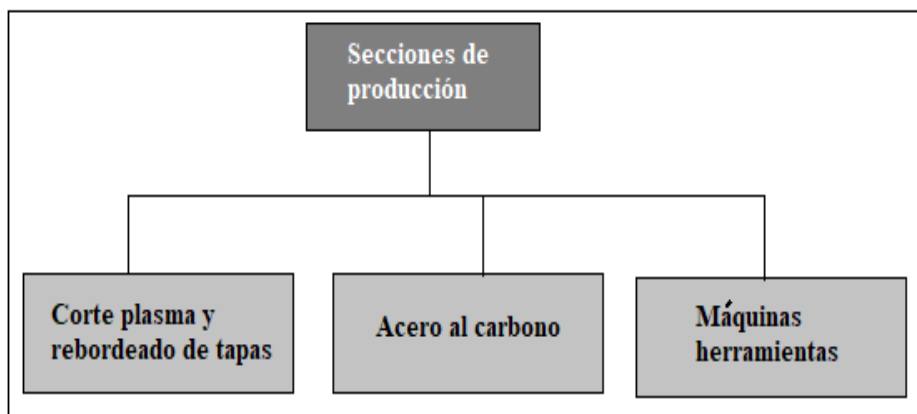 Secciones de
producción
Corte plasma y
rebordeado de tapas
Acero al carbono
Máquinas
herramientas